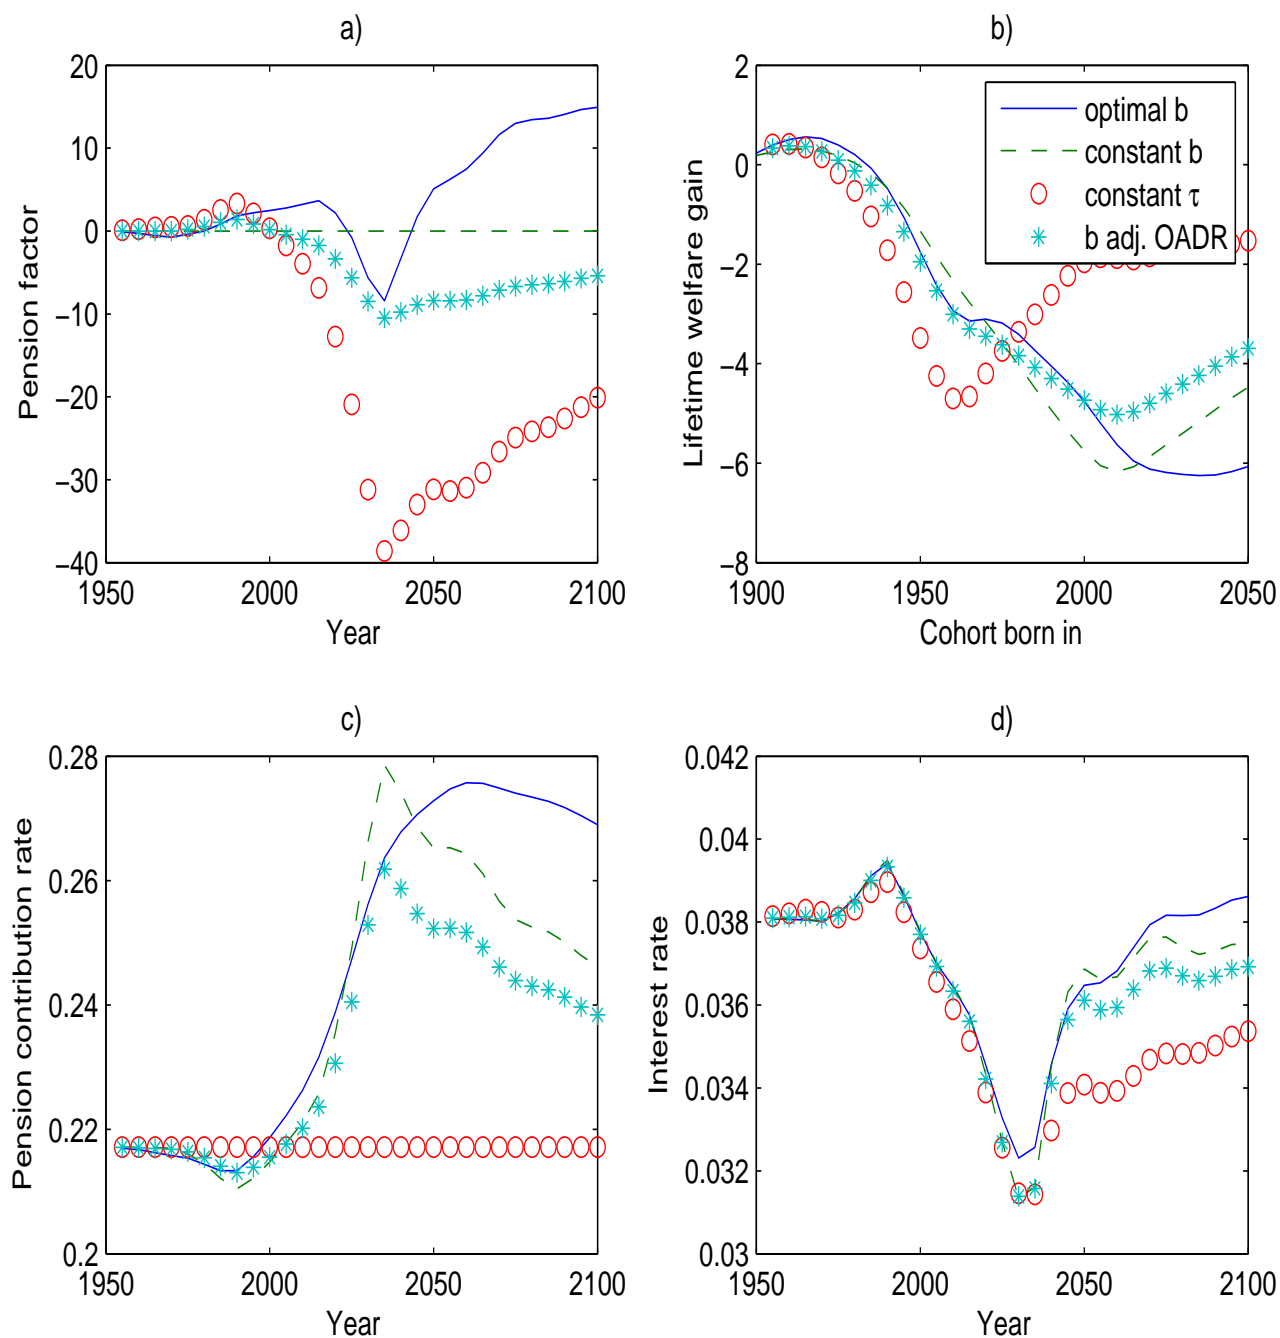 a)
20
10
0
−10
−20
−30
−40
1950
2000
2050
2100
Pension factor
Year
b)
2
0
−2
−4
−6
−8
1900
1950
2000
2050
Lifetime welfare gain
Cohort born in
optimal b
constant b
constant τ
b adj. OADR
c)
0.28
0.26
0.24
0.22
0.2
1950
2000
2050
2100
Pension contribution rate
Year
d)
0.042
0.04
0.038
0.036
0.034
0.032
0.03
1950
2000
2050
2100
Interest rate
Year